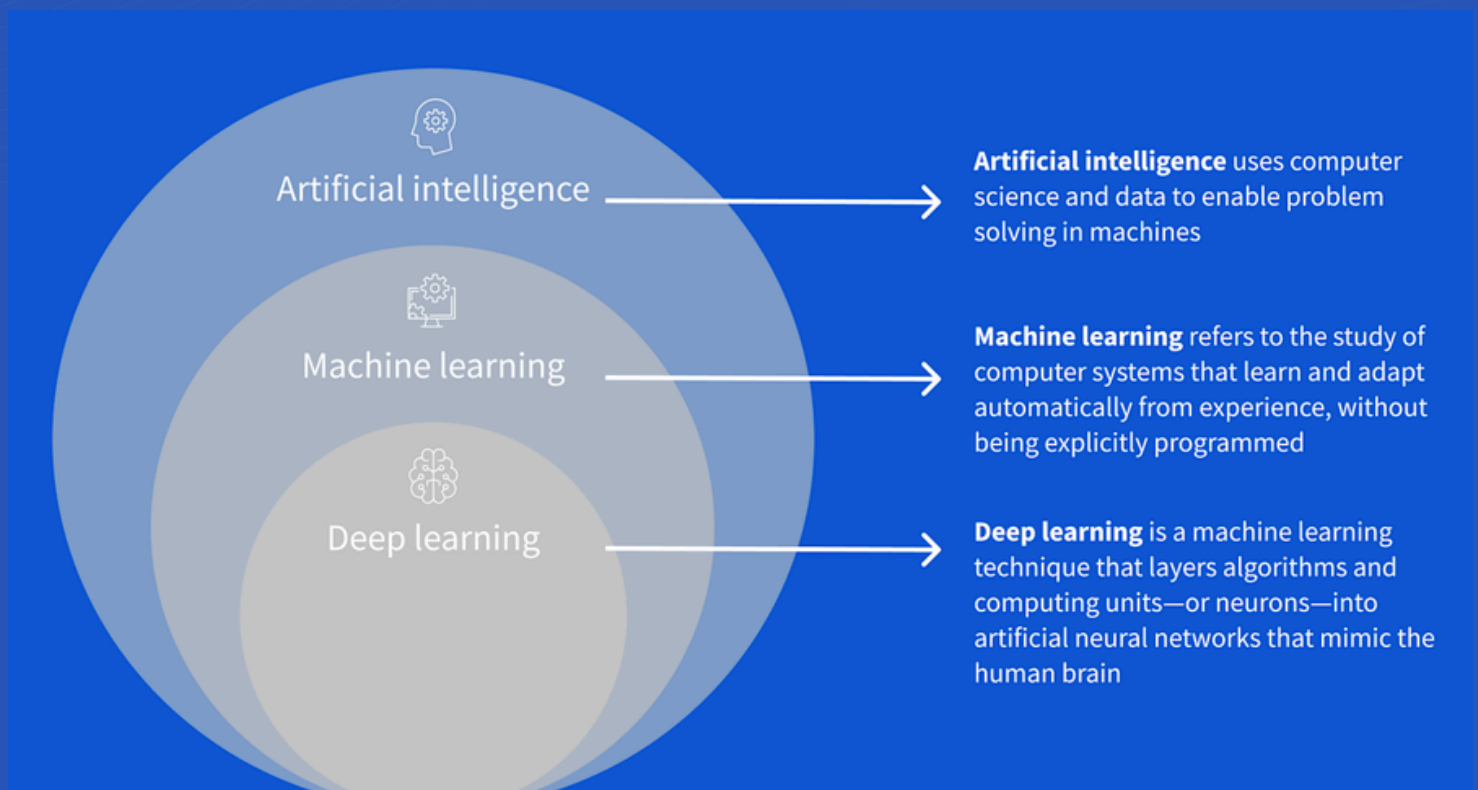 Artificial intelligence
Artificial intelligence uses computer
science and data to enable problem
solving in machines
Machine learning
Machine learning refers to the study of
computer systems that learn and adapt
automatically from experience, without
being explicitly programmed
Deep learning
Deep learning is a machine learning
technique that layers algorithms and
computing units—or neurons—into
artificial neural networks that mimic the
human brain